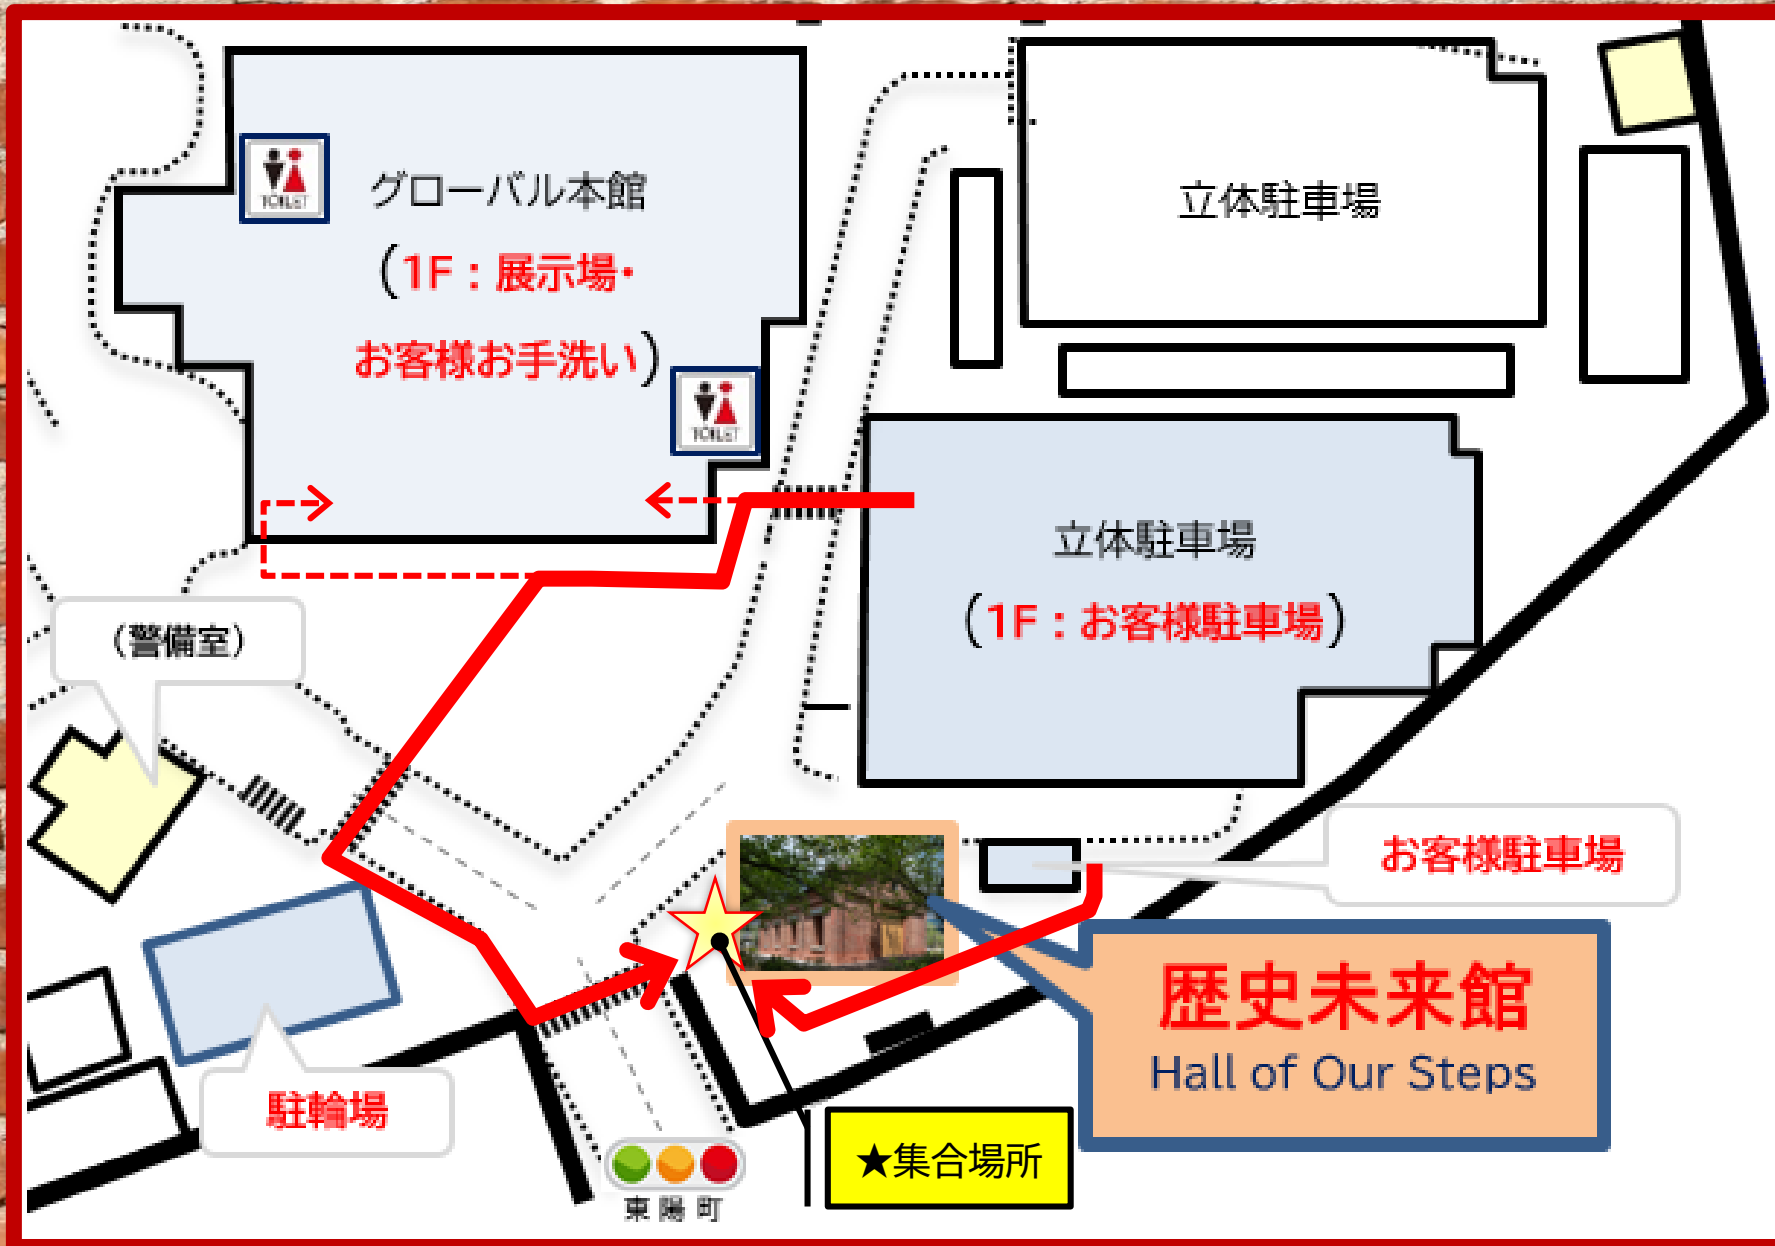 グローバル本館
(1F：展示場・
お客様お手洗い)
TOILET
TOILET
立体駐車場
立体駐車場
(1F：お客様駐車場)
(警備室)
お客様駐車場
歴史未来館
Hall of Our Steps
駐輪場
★集合場所
東陽町